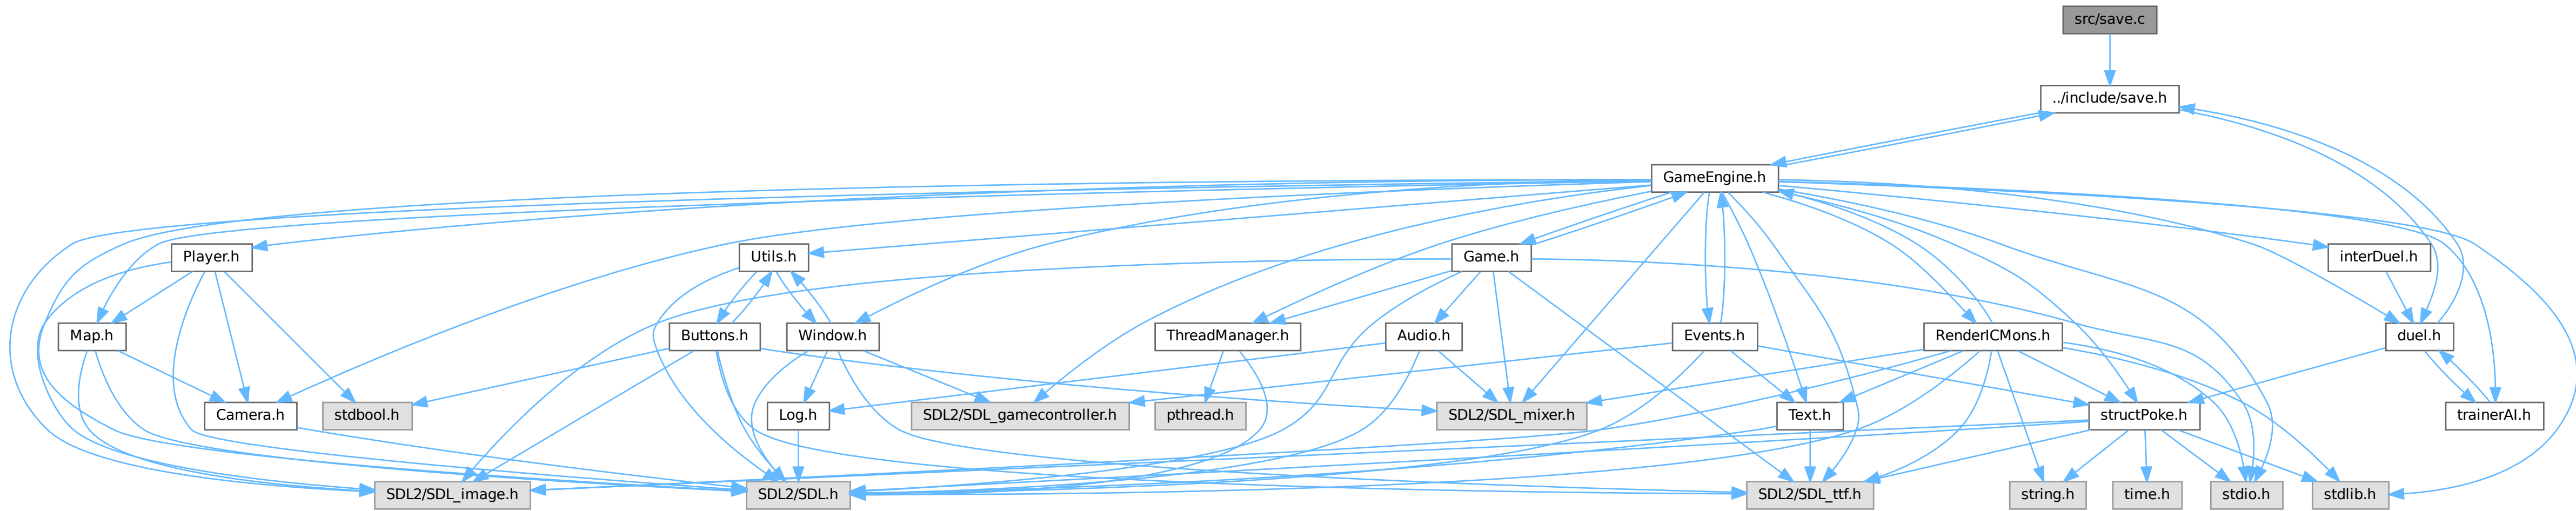 src/save.c
../include/save.h
GameEngine.h
Player.h
Utils.h
Game.h
interDuel.h
Map.h
Buttons.h
Window.h
ThreadManager.h
Audio.h
Events.h
RenderICMons.h
duel.h
Camera.h
stdbool.h
Log.h
SDL2/SDL_gamecontroller.h
pthread.h
SDL2/SDL_mixer.h
Text.h
structPoke.h
trainerAI.h
SDL2/SDL_image.h
SDL2/SDL.h
SDL2/SDL_ttf.h
string.h
time.h
stdio.h
stdlib.h